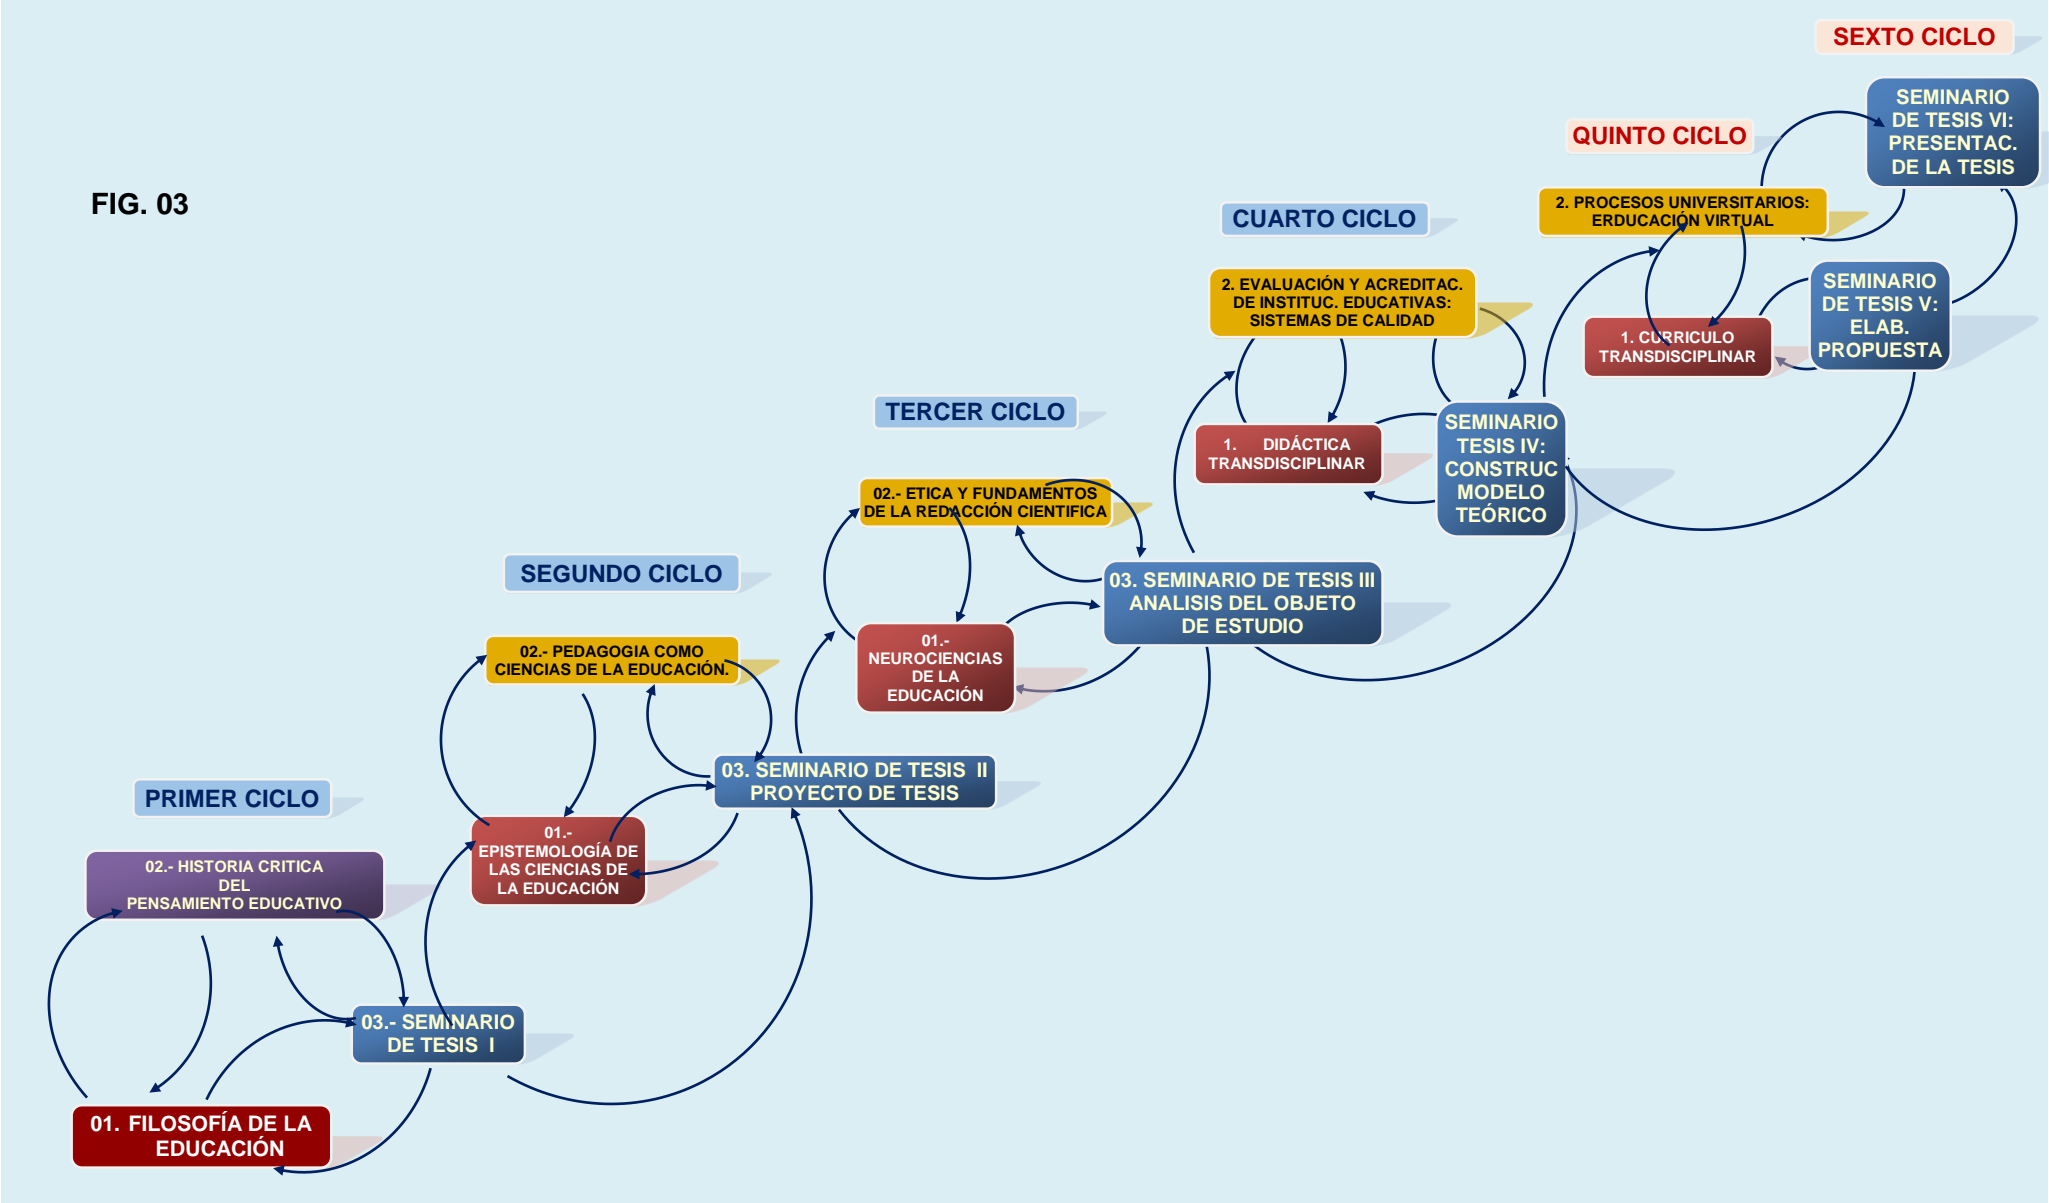 SEXTO CICLO
SEMINARIO
DE TESIS VI:
PRESENTAC.
DE LA TESIS
QUINTO CICLO
2. PROCESOS UNIVERSITARIOS:
ERDUCACIÓN VIRTUAL
SEMINARIO
DE TESIS V:
ELAB.
PROPUESTA
1. CURRICULO
TRANSDISCIPLINAR
FIG. 03
CUARTO CICLO
2. EVALUACIÓN Y ACREDITAC.
DE INSTITUC. EDUCATIVAS:
SISTEMAS DE CALIDAD
1. DIDÁCTICA
TRANSDISCIPLINAR
SEMINARIO
TESIS IV:
CONSTRUC
MODELO
TEÓRICO
TERCER CICLO
02.- ETICA Y FUNDAMENTOS
DE LA REDACCIÓN CIENTIFICA
03. SEMINARIO DE TESIS III
ANALISIS DEL OBJETO
DE ESTUDIO
01.-
NEUROCIENCIAS
DE LA
EDUCACIÓN
SEGUNDO CICLO
02.- PEDAGOGIA COMO
CIENCIAS DE LA EDUCACIÓN.
03. SEMINARIO DE TESIS II
PROYECTO DE TESIS
01.-
EPISTEMOLOGÍA DE
LAS CIENCIAS DE
LA EDUCACIÓN
PRIMER CICLO
02.- HISTORIA CRITICA
DEL
PENSAMIENTO EDUCATIVO
03.- SEMINARIO
DE TESIS I
01. FILOSOFÍA DE LA
EDUCACIÓN